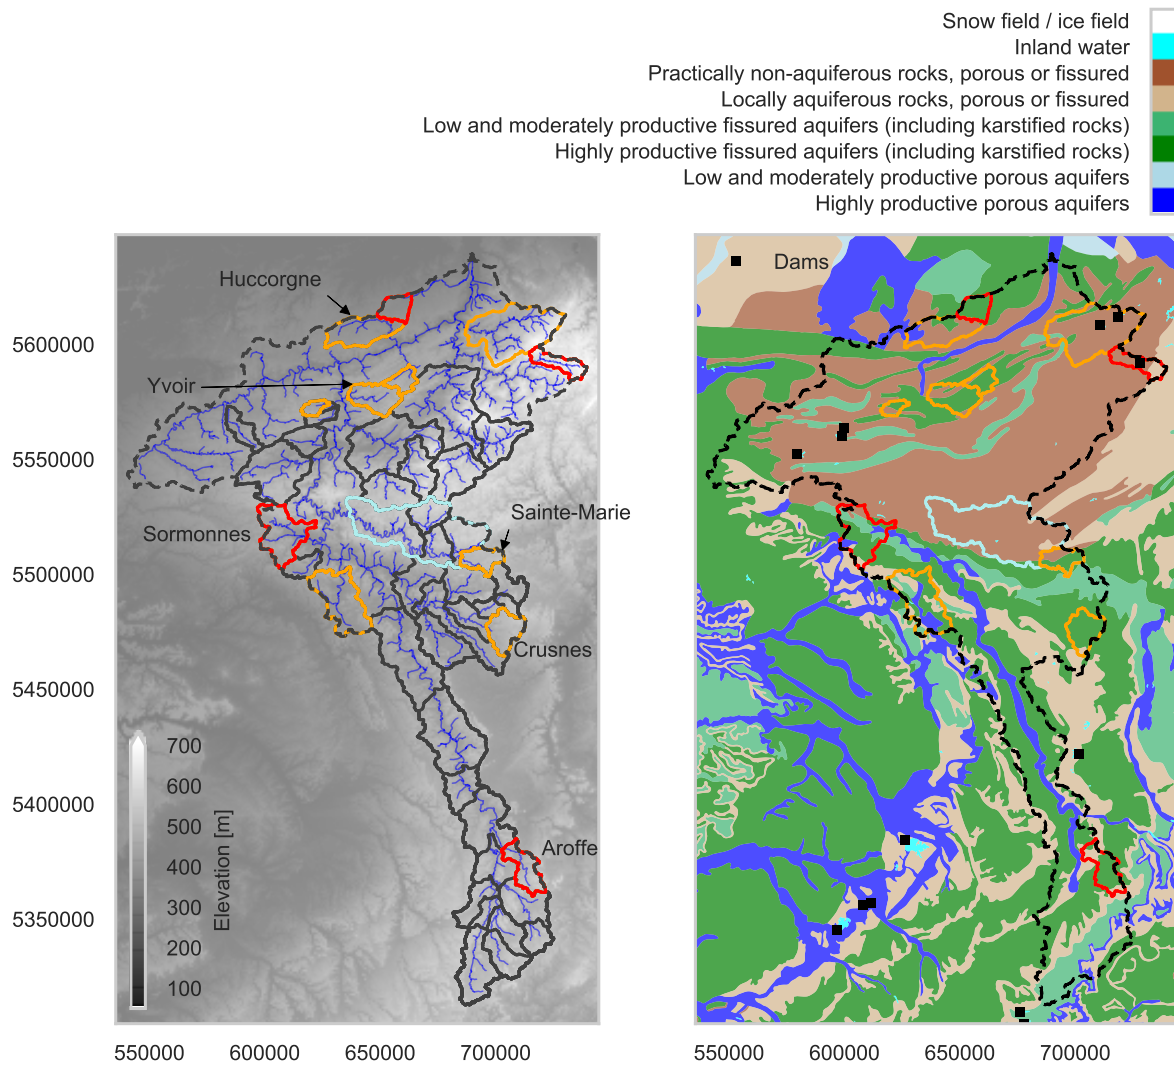 Snow field / ice field
Inland water
Practically non-aquiferous rocks, porous or fissured
Locally aquiferous rocks, porous or fissured
Low and moderately productive fissured aquifers (including karstified rocks)
Highly productive fissured aquifers (including karstified rocks)
Low and moderately productive porous aquifers
Highly productive porous aquifers
Huccorgne
Yvoir
Sormonnes
Sainte-Marie
Crusnes
Aroffe
5600000
5550000
5500000
5450000
5400000
5350000
700
600
500
400
300
200
100
Elevation [m]
550000 600000 650000 700000
Dams
550000 600000 650000 700000